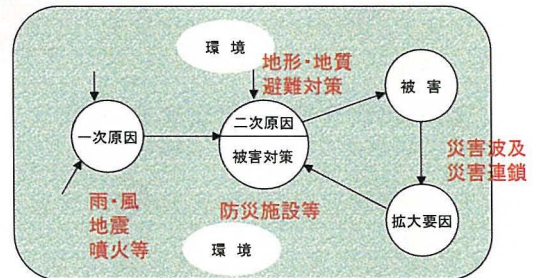 環 境
地形・地質
避難対策
被 害
一次原因
二次原因
被害対策
災害波及
災害連鎖
雨・風
地震
噴火等
防災施設等
拡大要因
環 境